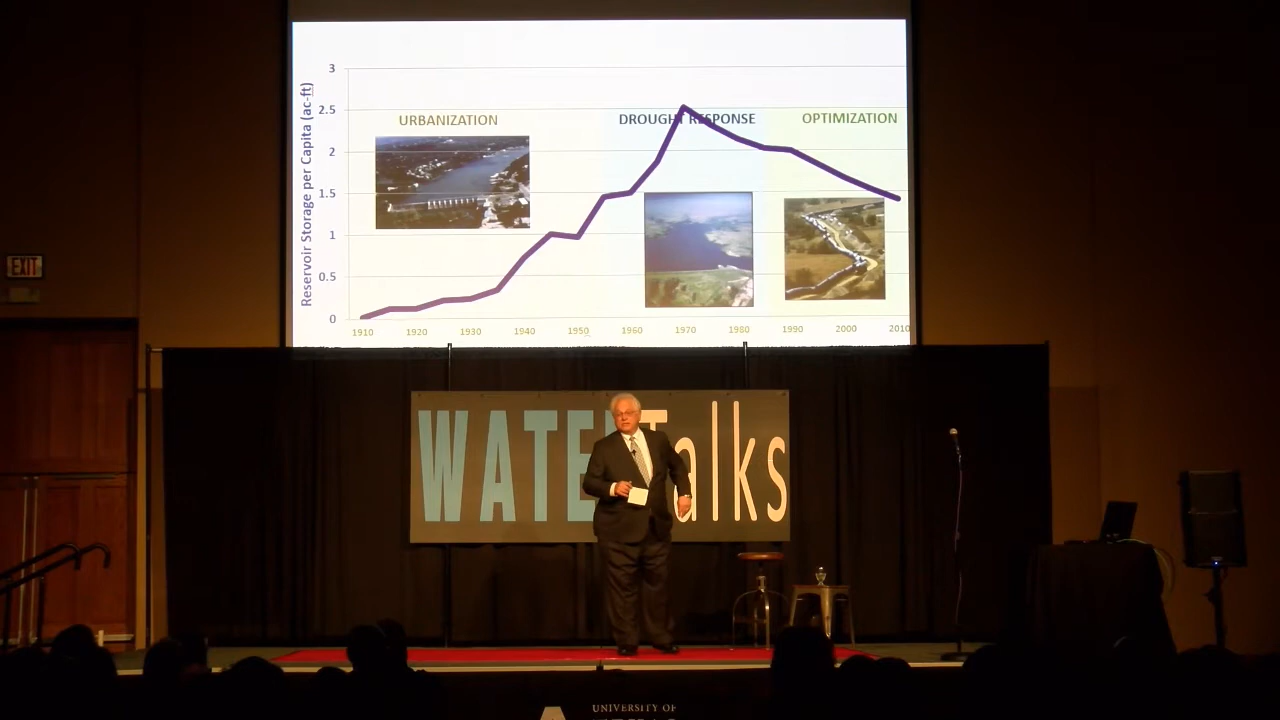 3
2.5
2
1.5
1
0.5
0
Reservoir Storage per Capita (ac-ft)
URBANIZATION
DROUGHT RESPONSE
OPTIMIZATION
1910 1920 1930 1940 1950 1960 1970 1980 1990 2000 2010
EXIT
WATE Talks
UNIVERSITY OF